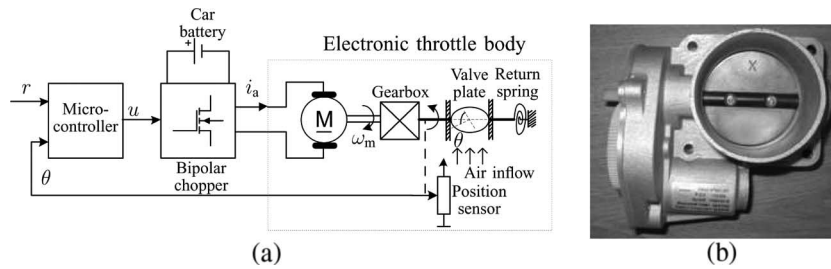 Car
battery
+
Electronic throttle body
r
Micro-
controller
u
i_a
M
ω_m
Gearbox
Valve
plate
Return
spring
θ
Bipolar
chopper
θ
Air inflow
Position
sensor
X
(a)
(b)